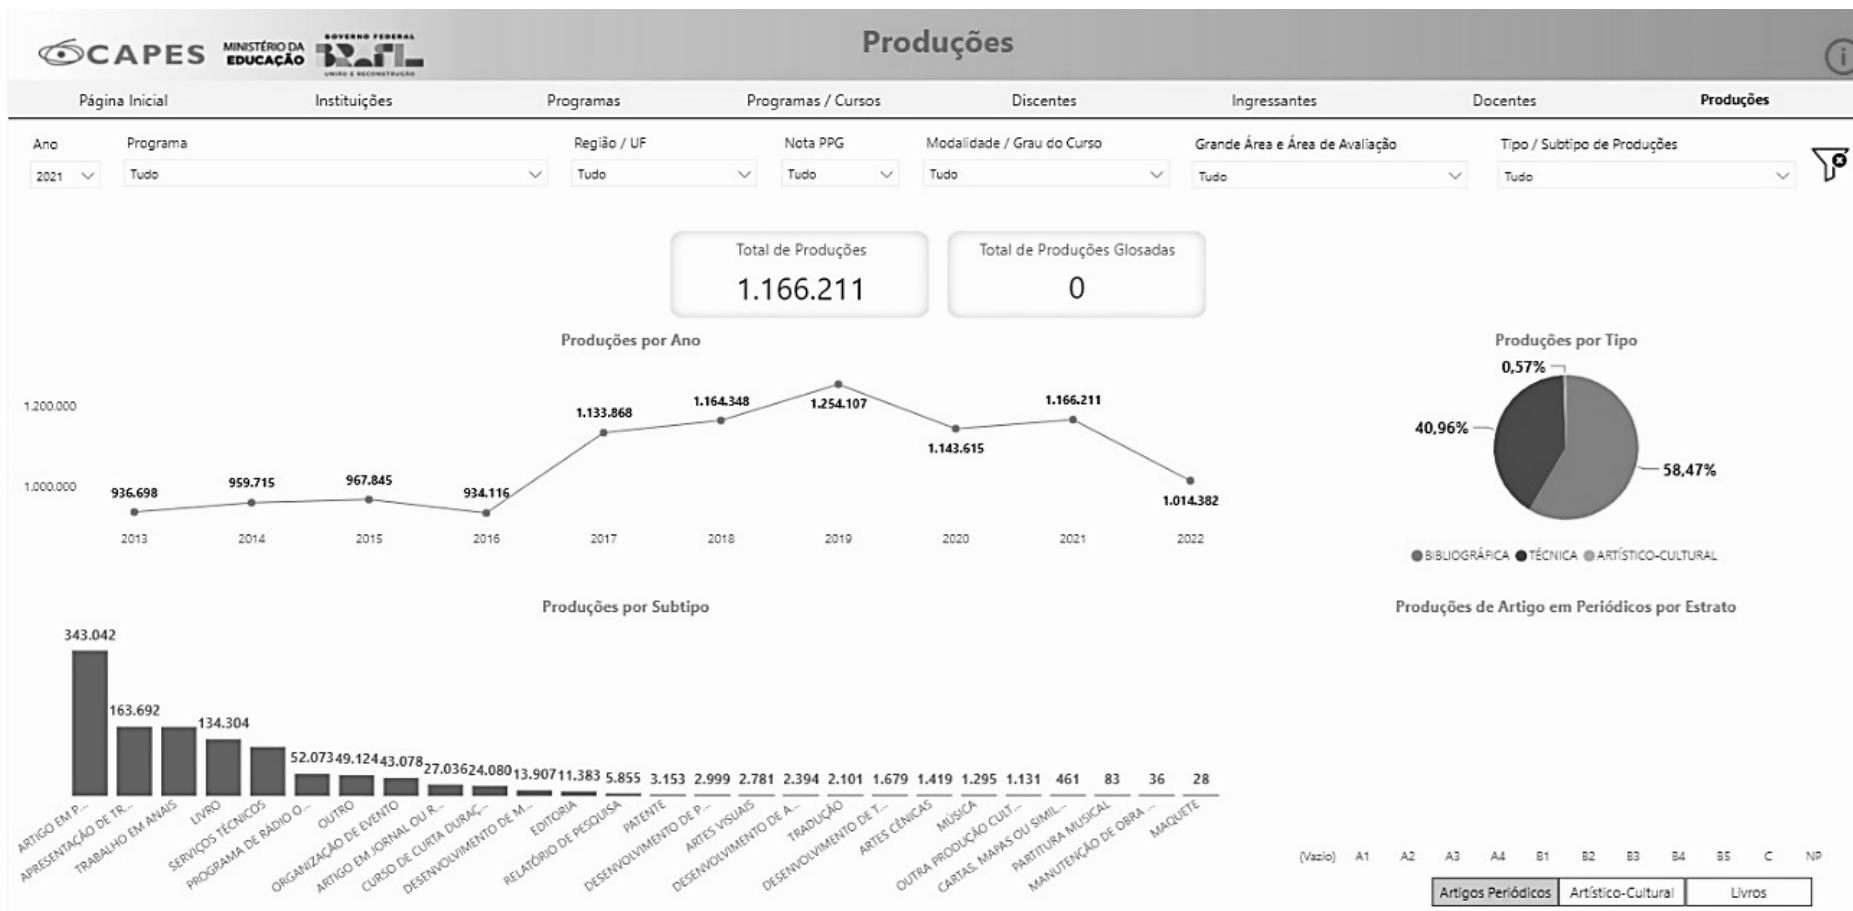 CAPES
MINISTÉRIO DA
EDUCAÇÃO
GOVERNO FEDERAL
BRASIL
UNIÃO E RECONSTRUÇÃO
Produções
Página Inicial Instituições Programas Programas / Cursos Discentes Ingressantes Docentes Produções
Ano Programa Região / UF Nota PPG Modalidade / Grau do Curso Grande Área e Área de Avaliação Tipo / Subtipo de Produções
2021 Tudo Tudo Tudo Tudo Tudo Tudo
Total de Produções
1.166.211
Total de Produções Glosadas
0
Produções por Ano
1.200.000
1.000.000
936.698 959.715 967.845 934.116 1.133.868 1.164.348 1.254.107 1.143.615 1.166.211 1.014.382
2013 2014 2015 2016 2017 2018 2019 2020 2021 2022
Produções por Tipo
0,57%
40,96%
58,47%
BIBLIOGRÁFICA TÉCNICA ARTÍSTICO-CULTURAL
Produções por Subtipo
343.042 163.692 134.304 52.073 49.124 43.078 27.036 24.080 13.907 11.383 5.855 3.153 2.999 2.781 2.394 2.101 1.679 1.419 1.295 1.131 461 83 36 28
ARTIGO EM P...
APRESENTAÇÃO DE TR...
TRABALHO EM ANAIS
LIVRO
SERVIÇOS TÉCNICOS
PROGRAMA DE RÁDIO O...
OUTRO
ORGANIZAÇÃO DE EVENTO
ARTIGO EM JORNAL OU R...
CURSO DE CURTA DURAÇ...
DESENVOLVIMENTO DE M...
EDITORIA
RELATÓRIO DE PESQUISA
PATENTE
DESENVOLVIMENTO DE P...
ARTES VISUAIS
DESENVOLVIMENTO DE A...
TRADUÇÃO
DESENVOLVIMENTO DE T...
ARTES CÊNICAS
MÚSICA
OUTRA PRODUÇÃO CULT...
CARTAS, MAPAS OU SIMIL...
PARTITURA MUSICAL
MANUTENÇÃO DE OBRA ...
MAQUETE
Produções de Artigo em Periódicos por Estrato
(Vazio) A1 A2 A3 A4 B1 B2 B3 B4 B5 C NP
Artigos Periódicos Artístico-Cultural Livros